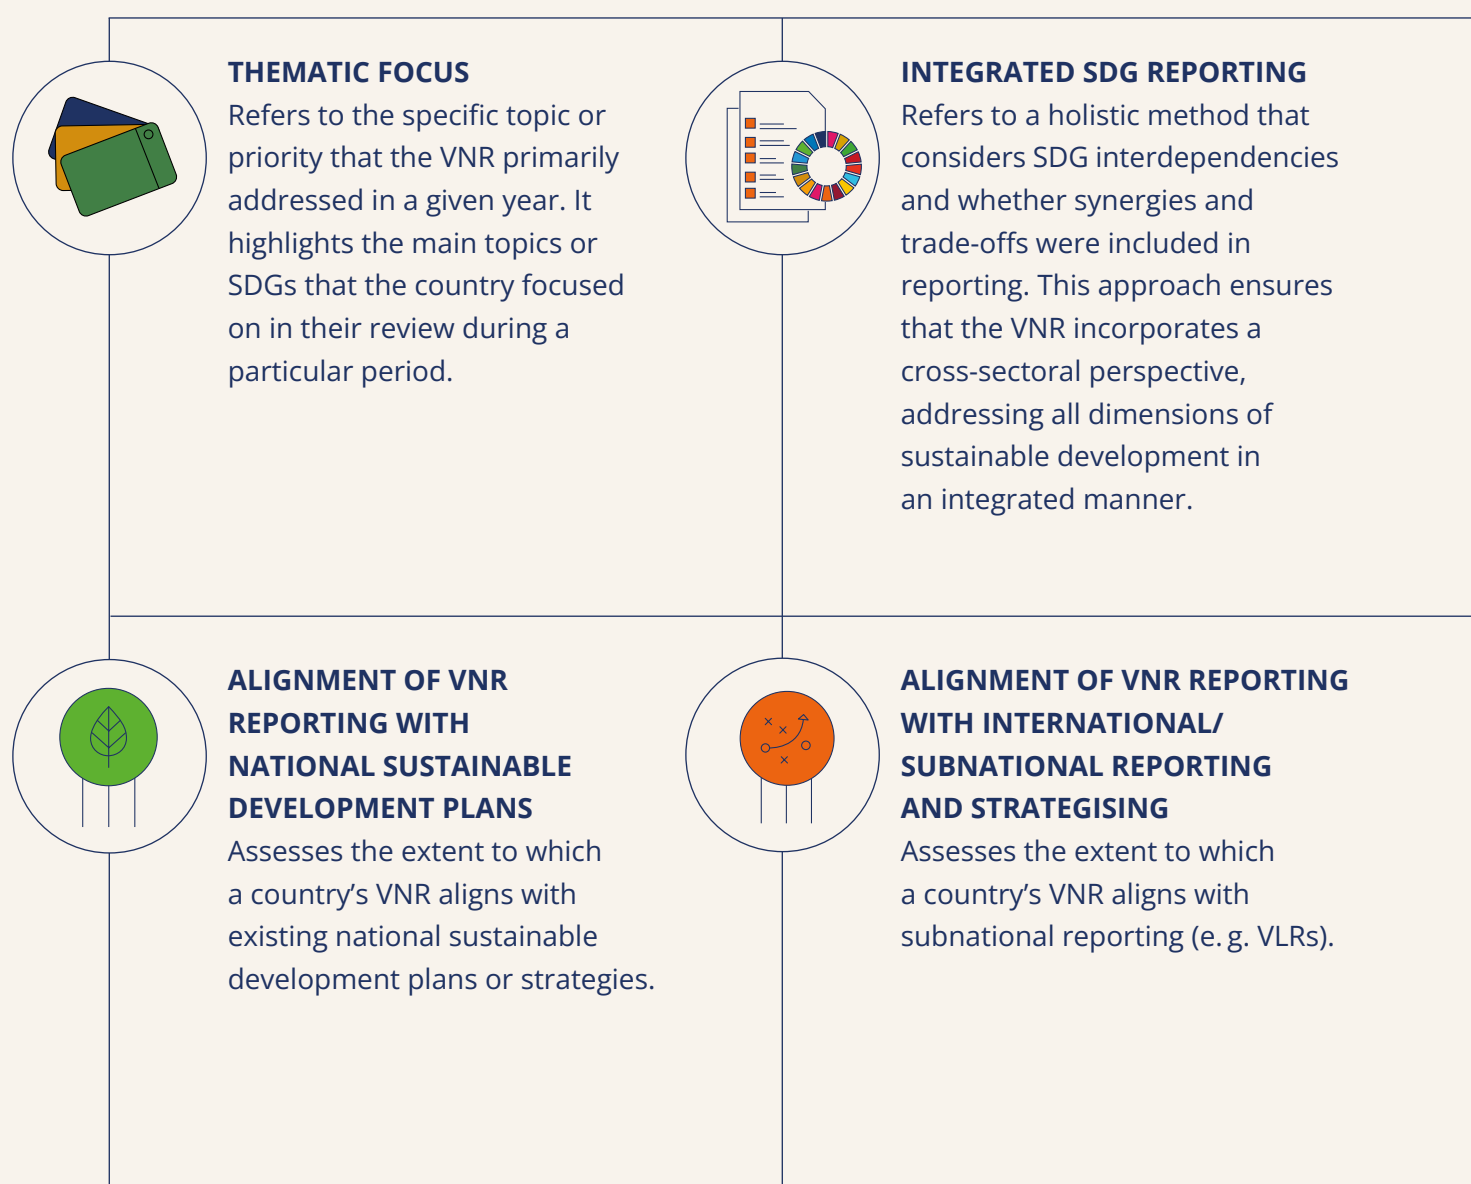 THEMATIC FOCUS
Refers to the specific topic or
priority that the VNR primarily
addressed in a given year. It
highlights the main topics or
SDGs that the country focused
on in their review during a
particular period.
INTEGRATED SDG REPORTING
Refers to a holistic method that
considers SDG interdependencies
and whether synergies and
trade-offs were included in
reporting. This approach ensures
that the VNR incorporates a
cross-sectoral perspective,
addressing all dimensions of
sustainable development in
an integrated manner.
ALIGNMENT OF VNR
REPORTING WITH
NATIONAL SUSTAINABLE
DEVELOPMENT PLANS
Assesses the extent to which
a country’s VNR aligns with
existing national sustainable
development plans or strategies.
ALIGNMENT OF VNR REPORTING
WITH INTERNATIONAL/
SUBNATIONAL REPORTING
AND STRATEGISING
Assesses the extent to which
a country’s VNR aligns with
subnational reporting (e. g. VLRs).